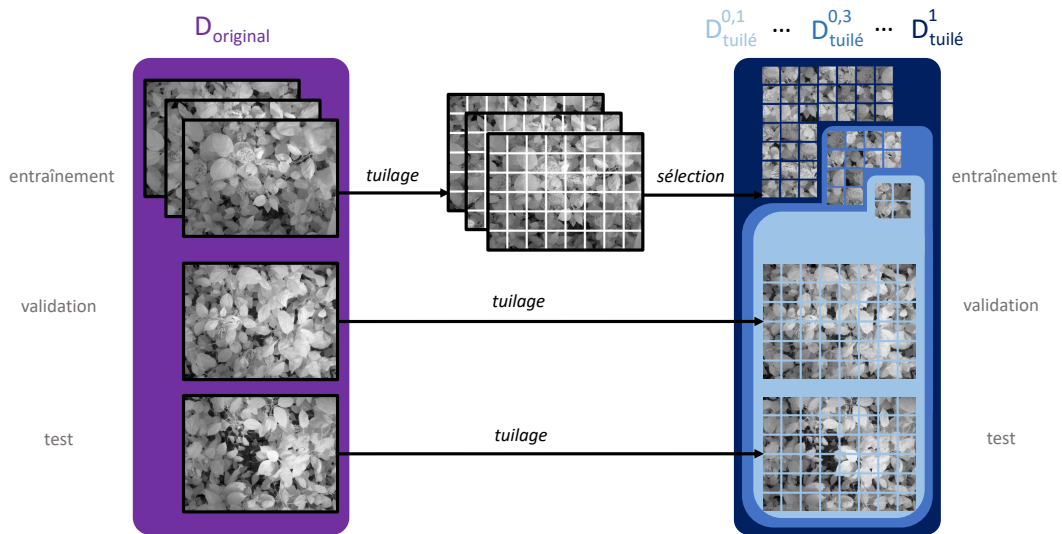 D original
D 0,1 tuilé ... D 0,3 tuilé ... D 1 tuilé
entraînement
tuilage
sélection
entraînement
validation
tuilage
validation
test
tuilage
test